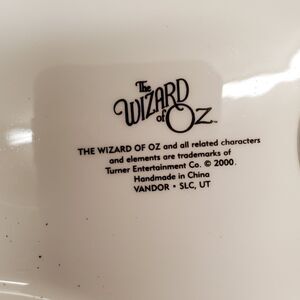 The
WIZARD
of OZ™
THE WIZARD OF OZ and all related characters
and elements are trademarks of
Turner Entertainment Co. © 2000.
Handmade in China
VANDOR • SLC, UT